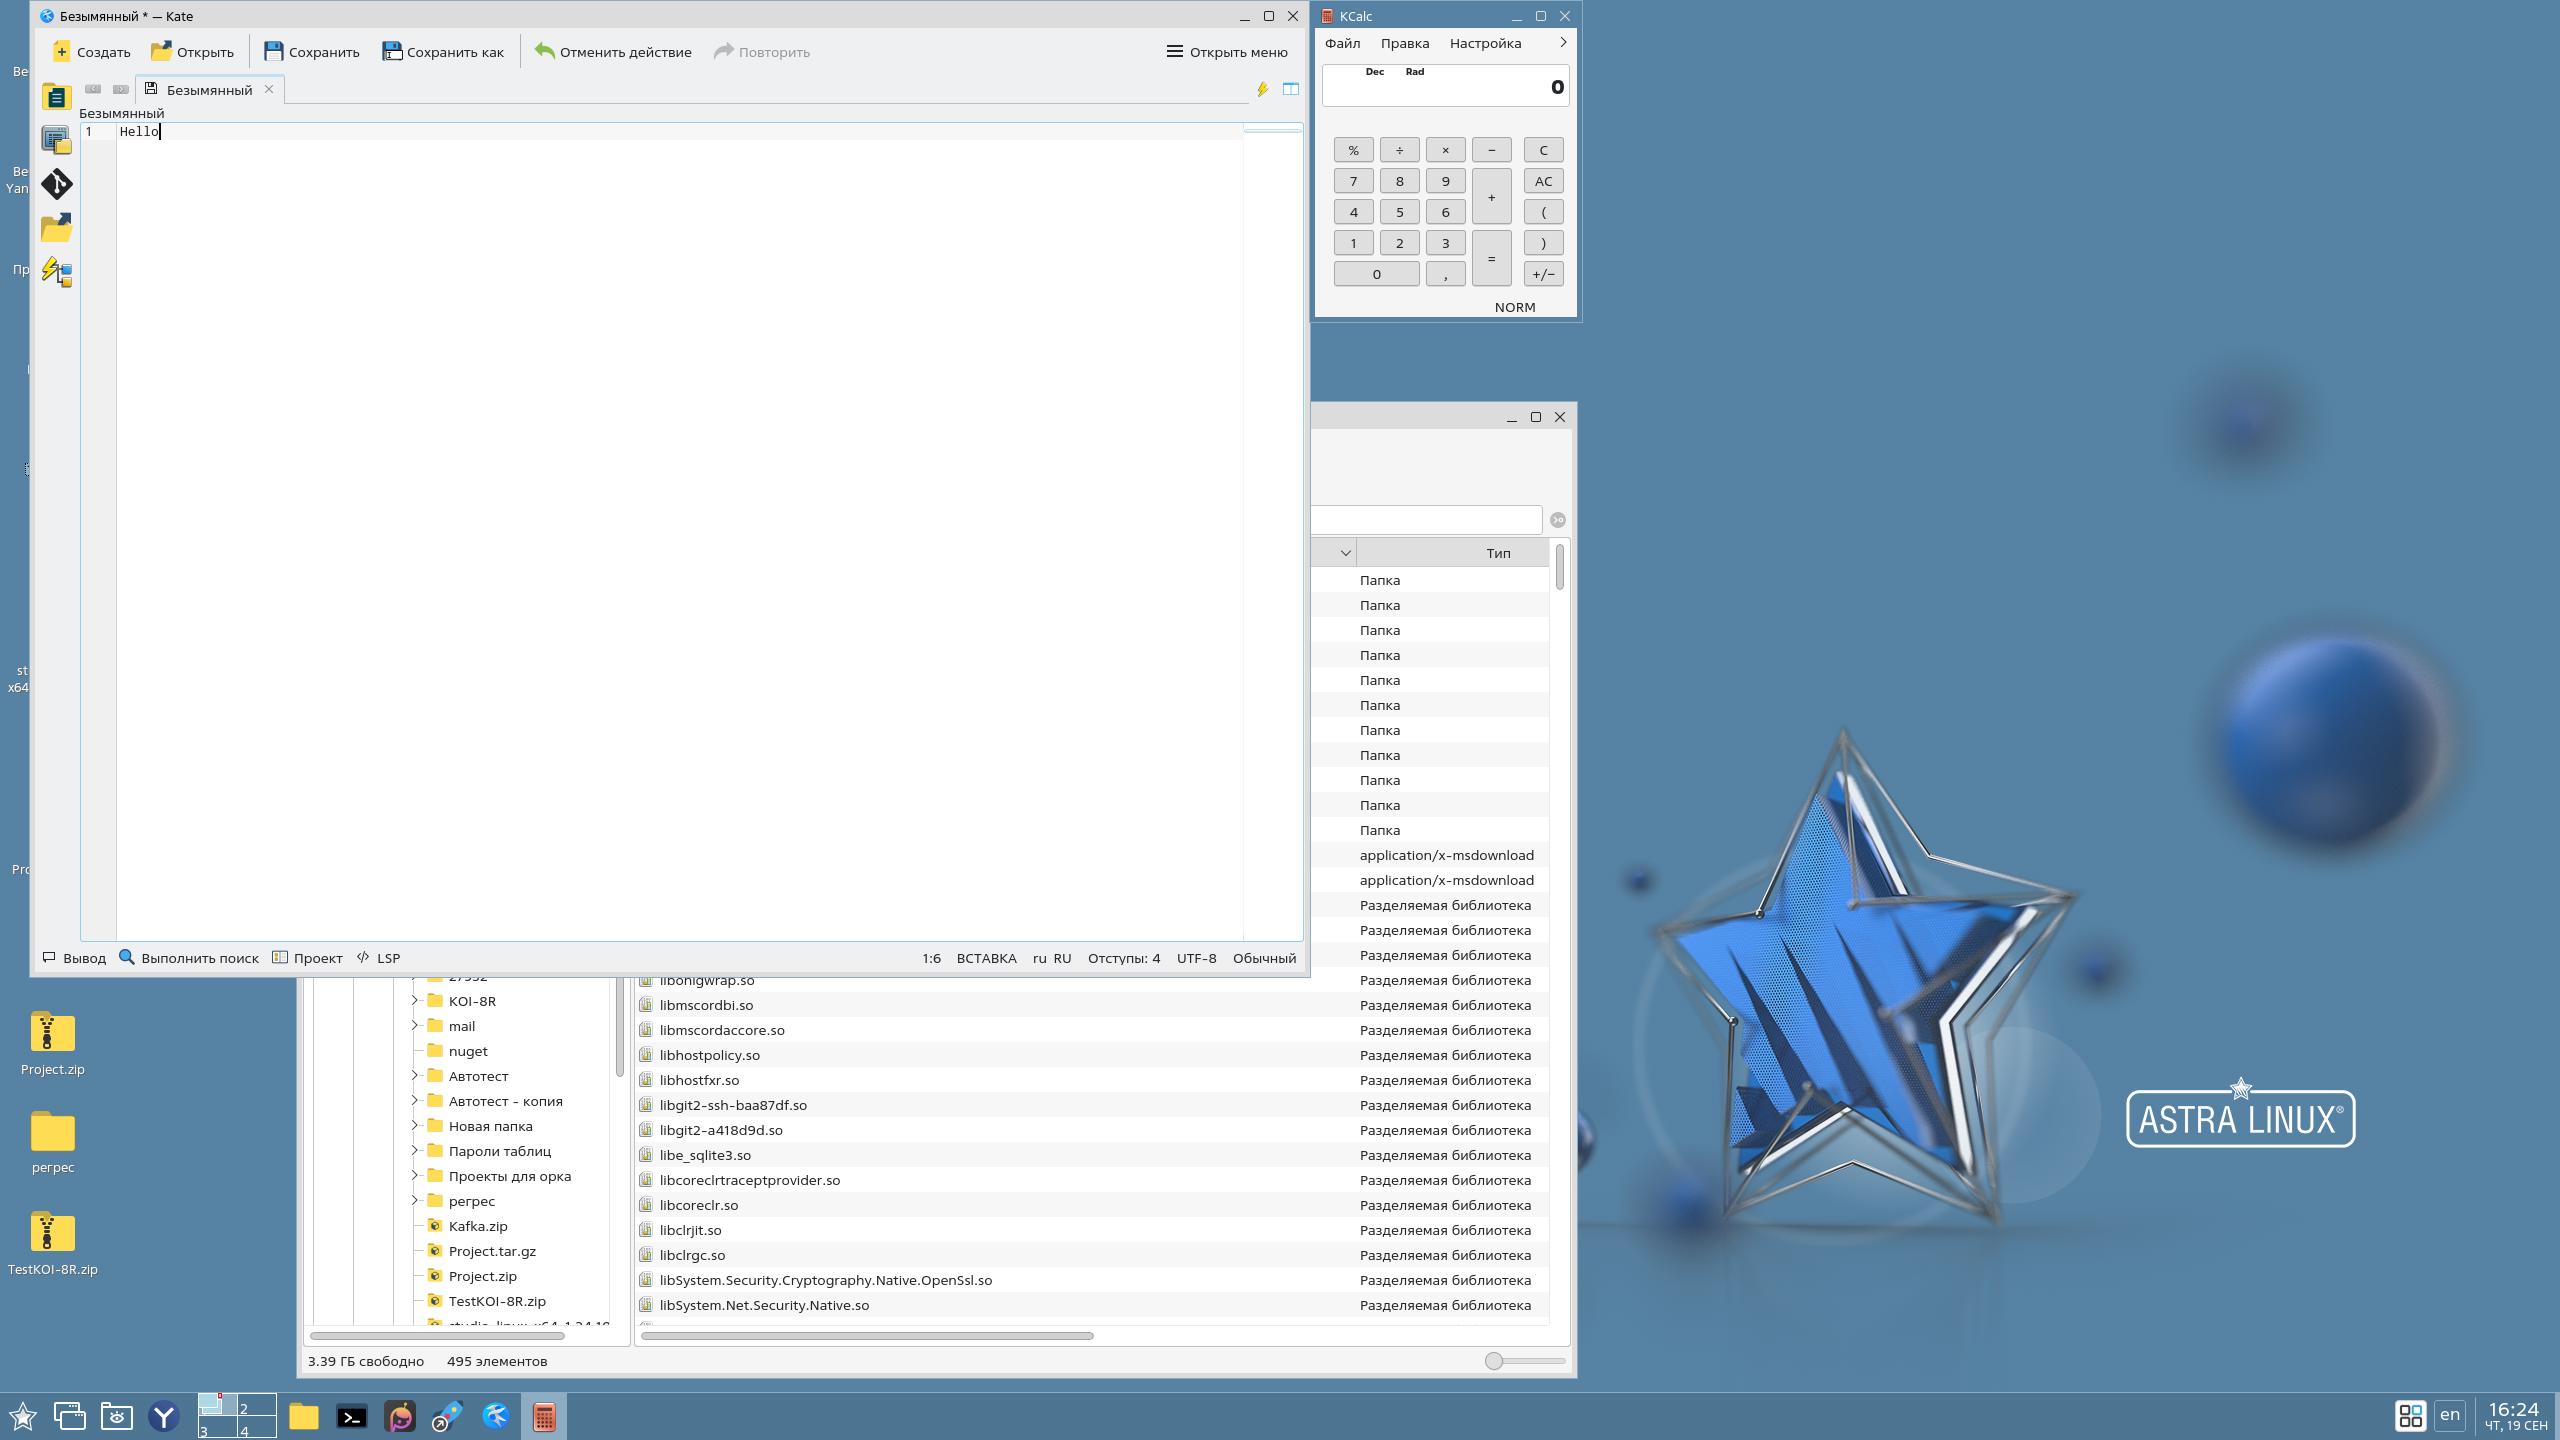 Безымянный * — Kate
Создать Открыть Сохранить Сохранить как Отменить действие Повторить Открыть меню
Безымянный
Безымянный
1 Hello
Вывод Выполнить поиск Проект LSP 1:6 ВСТАВКА ru_RU Отступы: 4 UTF-8 Обычный
KCalc
Файл Правка Настройка
Dec Rad
0
% ÷ × − C
7 8 9 + AC
4 5 6 (
1 2 3 = )
0 , +/−
NORM
Тип
Папка
Папка
Папка
Папка
Папка
Папка
Папка
Папка
Папка
Папка
Папка
application/x-msdownload
application/x-msdownload
Разделяемая библиотека
Разделяемая библиотека
Разделяемая библиотека
libonigwrap.so Разделяемая библиотека
KOI-8R libmscordbi.so Разделяемая библиотека
mail libmscordaccore.so Разделяемая библиотека
nuget libhostpolicy.so Разделяемая библиотека
Автотест libhostfxr.so Разделяемая библиотека
Автотест - копия libgit2-ssh-baa87df.so Разделяемая библиотека
Новая папка libgit2-a418d9d.so Разделяемая библиотека
Пароли таблиц libe_sqlite3.so Разделяемая библиотека
Проекты для орка libcoreclrtraceptprovider.so Разделяемая библиотека
регрес libcoreclr.so Разделяемая библиотека
Kafka.zip libclrjit.so Разделяемая библиотека
Project.tar.gz libclrgc.so Разделяемая библиотека
Project.zip libSystem.Security.Cryptography.Native.OpenSsl.so Разделяемая библиотека
TestKOI-8R.zip libSystem.Net.Security.Native.so Разделяемая библиотека
3.39 ГБ свободно 495 элементов
Be
Be
Yan
Пр
st
x64
Pro
Project.zip
регрес
TestKOI-8R.zip
ASTRA LINUX®
2
3 4
en
16:24
ЧТ, 19 СЕН